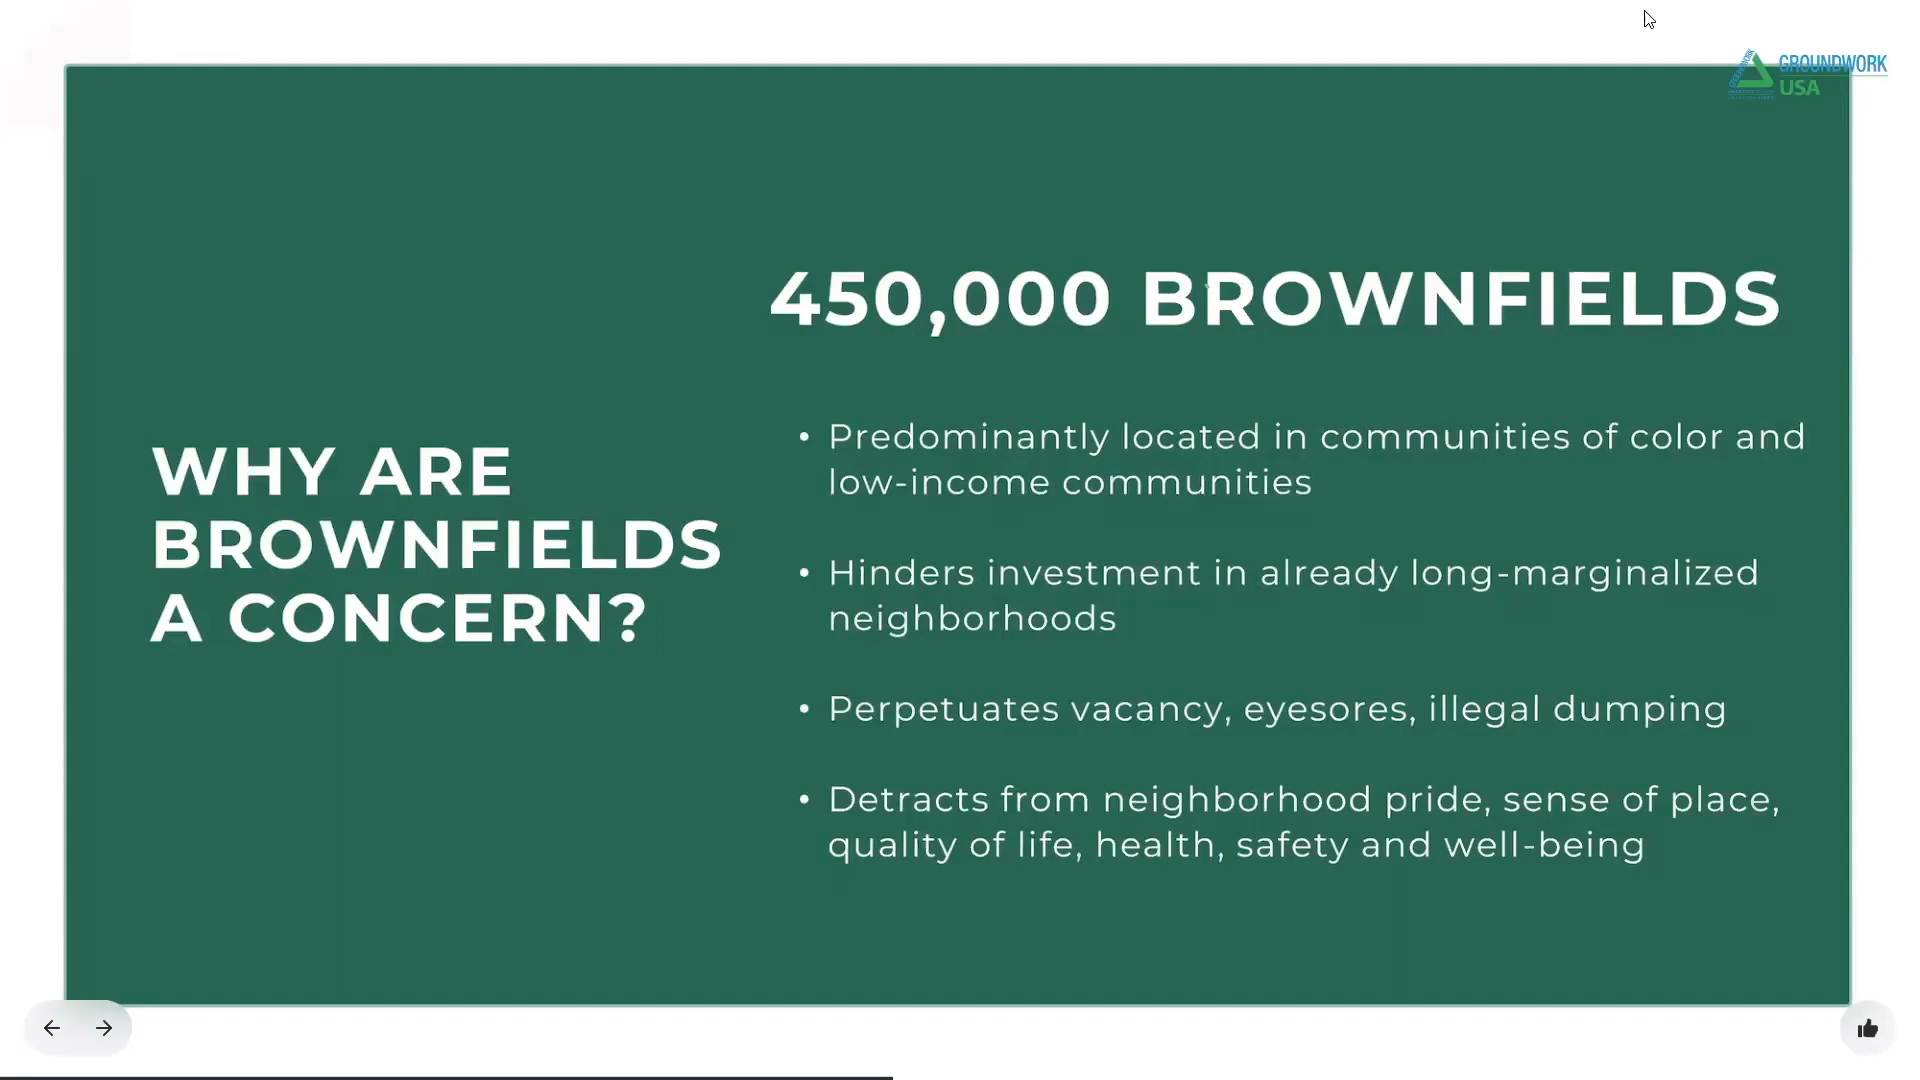 GROUNDWORK
USA
450,000 BROWNFIELDS
WHY ARE
BROWNFIELDS
A CONCERN?
• Predominantly located in communities of color and
low-income communities
• Hinders investment in already long-marginalized
neighborhoods
• Perpetuates vacancy, eyesores, illegal dumping
• Detracts from neighborhood pride, sense of place,
quality of life, health, safety and well-being